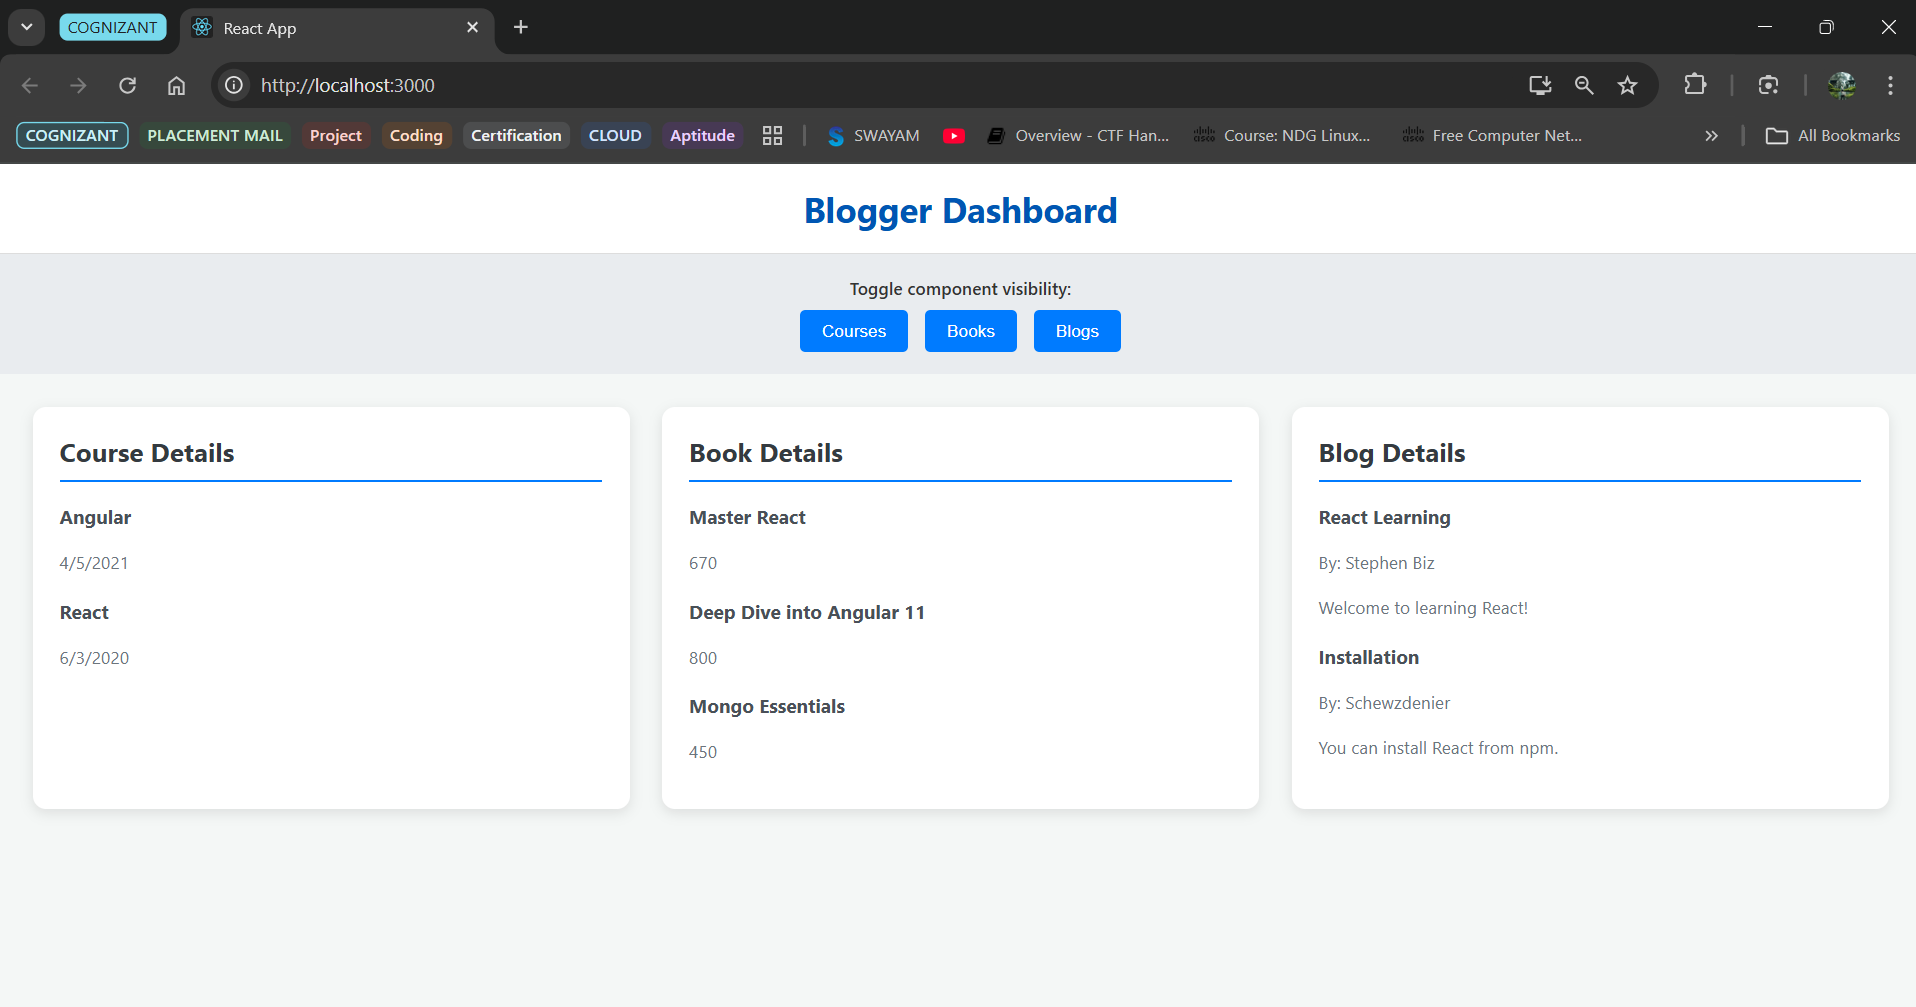 COGNIZANT
React App
http://localhost:3000
COGNIZANT PLACEMENT MAIL Project Coding Certification CLOUD Aptitude SWAYAM Overview - CTF Han... Course: NDG Linux... Free Computer Net... All Bookmarks
Blogger Dashboard
Toggle component visibility:
Courses Books Blogs
Course Details
Angular
4/5/2021
React
6/3/2020
Book Details
Master React
670
Deep Dive into Angular 11
800
Mongo Essentials
450
Blog Details
React Learning
By: Stephen Biz
Welcome to learning React!
Installation
By: Schewzdenier
You can install React from npm.